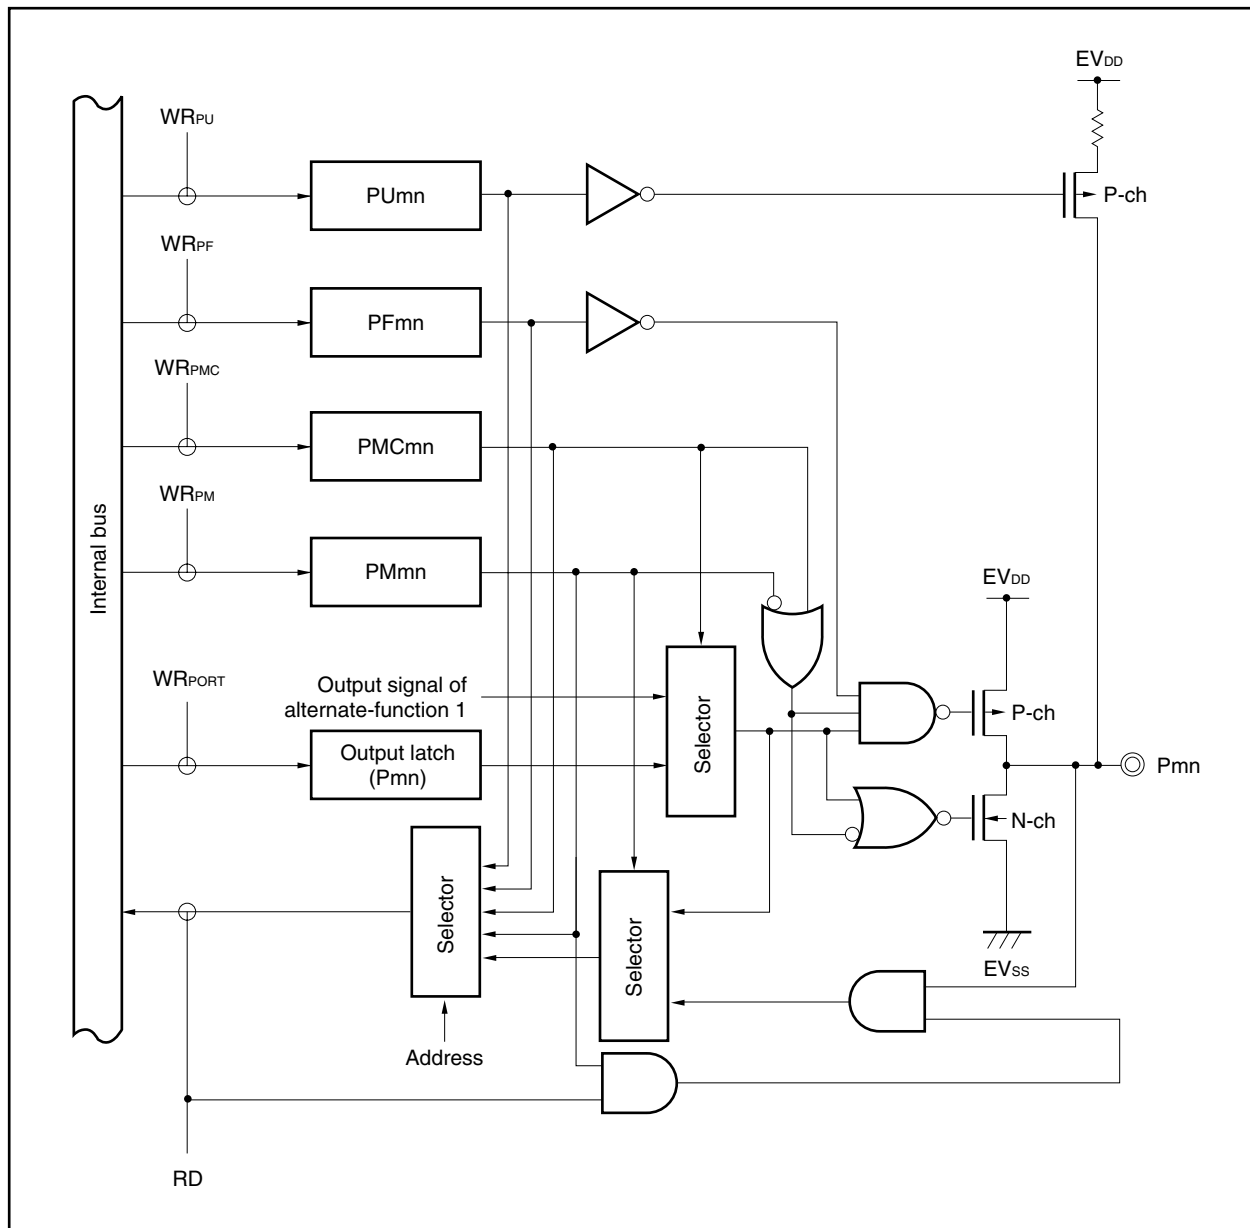 EVDD
WRPU
PUmn
P-ch
WRPF
PFmn
WRPMC
PMCmn
WRPM
PMmn
Internal bus
EVDD
WRPORT
Output signal of
alternate-function 1
Selector
P-ch
Output latch
(Pmn)
Pmn
N-ch
Selector
Selector
EVSS
Address
RD